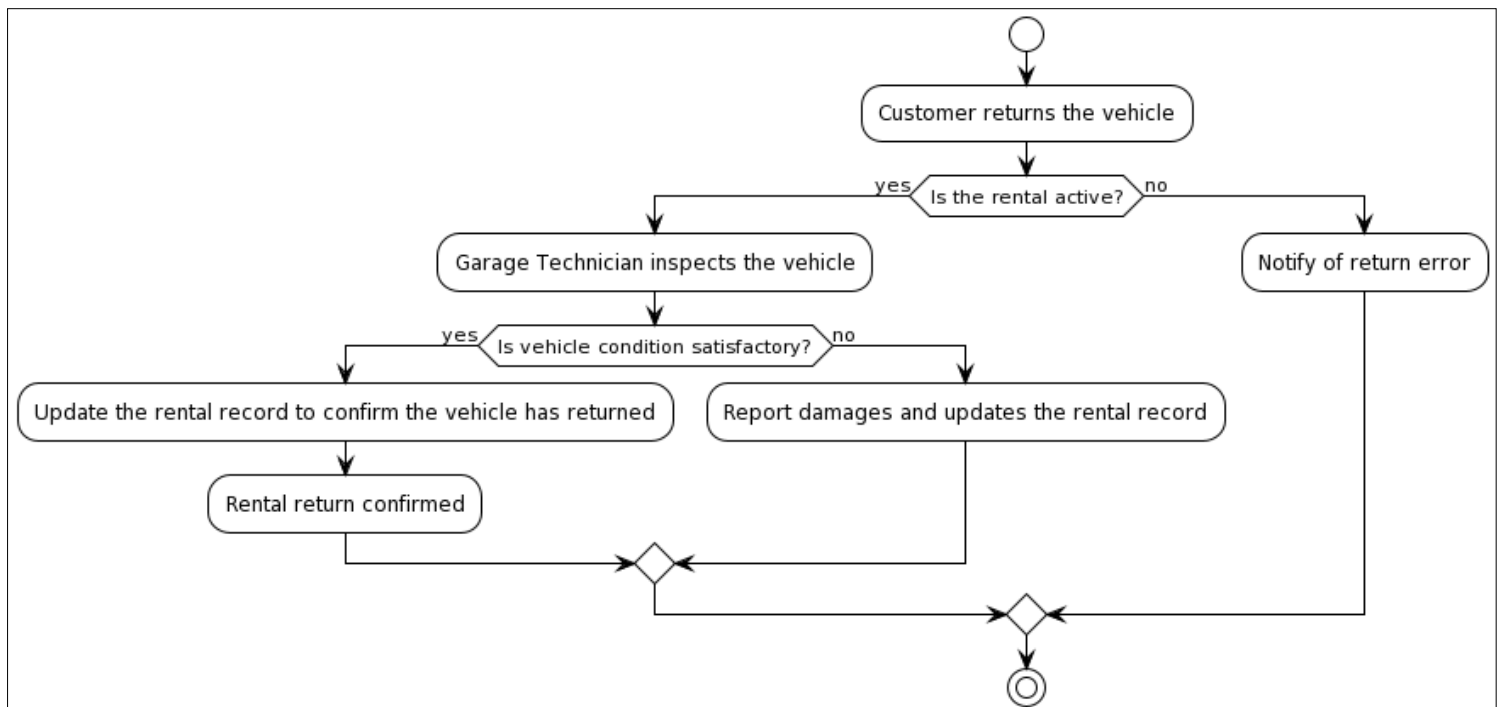 Customer returns the vehicle
yes
Is the rental active?
no
Garage Technician inspects the vehicle
Notify of return error
yes
Is vehicle condition satisfactory?
no
Update the rental record to confirm the vehicle has returned
Report damages and updates the rental record
Rental return confirmed